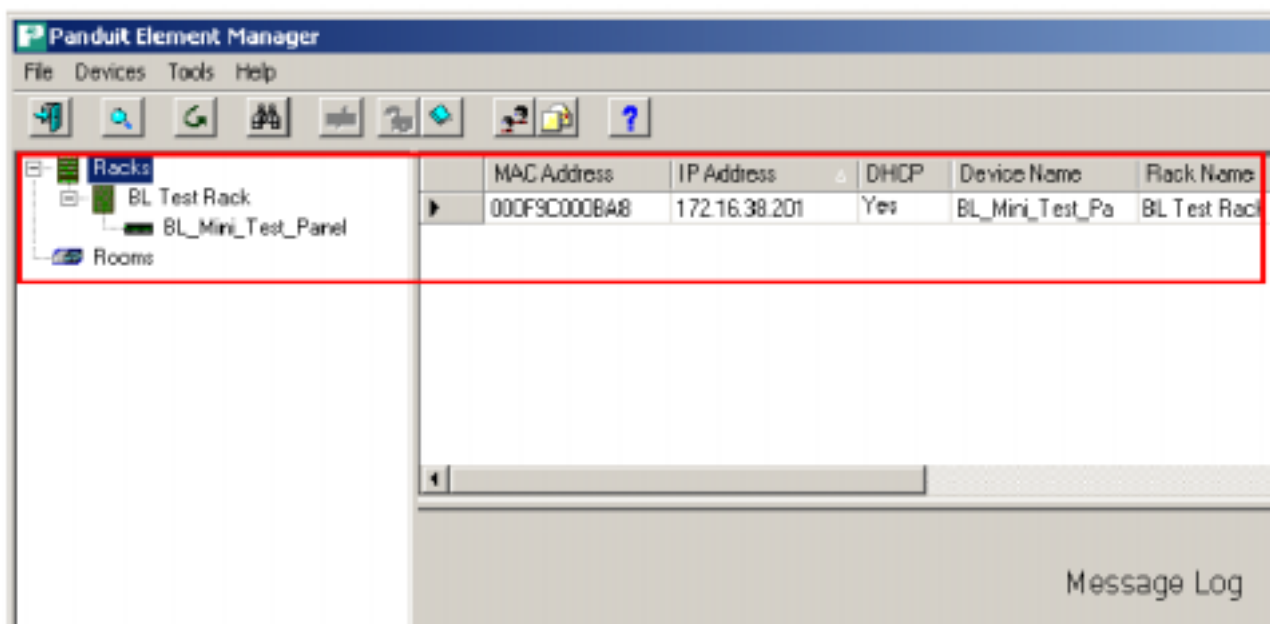 Panduit Element Manager
File Devices Tools Help
Racks
BL Test Rack
BL_Mini_Test_Panel
Rooms
MAC Address IP Address DHCP Device Name Rack Name
000F9C000BA8 172.16.38.201 Yes BL_Mini_Test_Pa BL Test Rack
Message Log